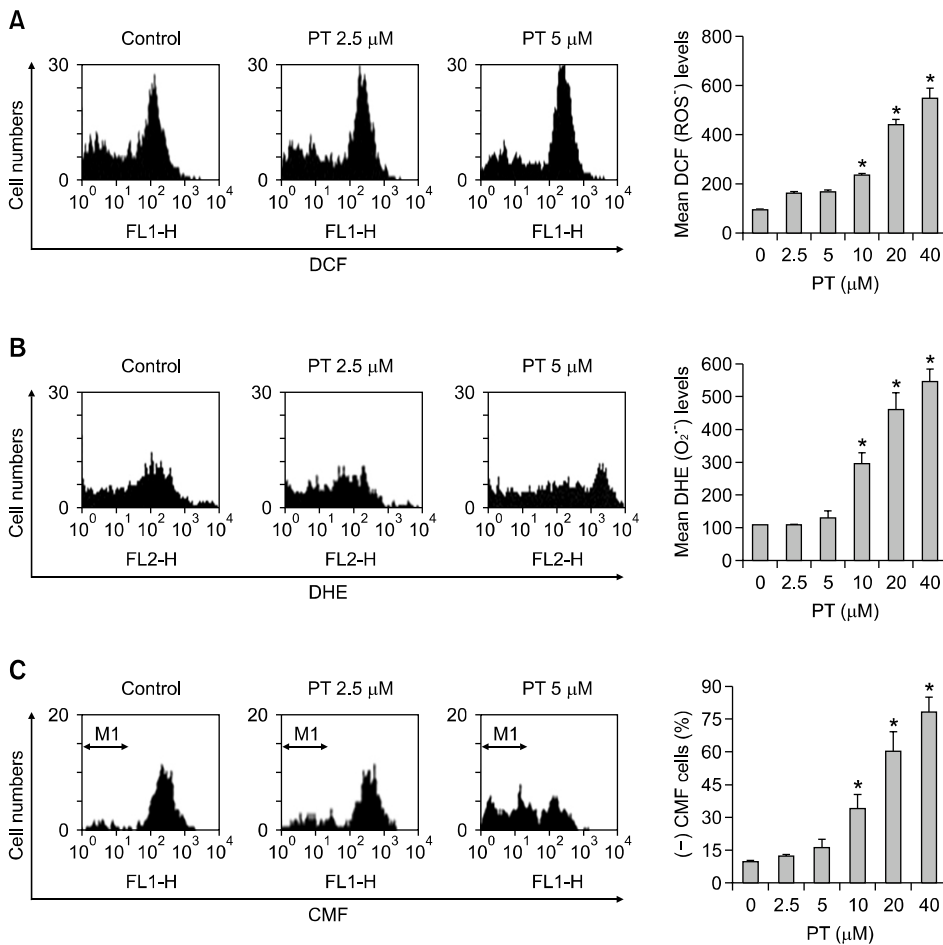 A
Control PT 2.5 μM PT 5 μM
30 30 30
0 0 0
10⁰ 10¹ 10² 10³ 10⁴ 10⁰ 10¹ 10² 10³ 10⁴ 10⁰ 10¹ 10² 10³ 10⁴
FL1-H FL1-H FL1-H
Cell numbers
DCF
Mean DCF (ROS⁻) levels
800
600
400
200
0
* * *
0 2.5 5 10 20 40
PT (μM)
B
Control PT 2.5 μM PT 5 μM
30 30 30
0 0 0
10⁰ 10¹ 10² 10³ 10⁴ 10⁰ 10¹ 10² 10³ 10⁴ 10⁰ 10¹ 10² 10³ 10⁴
FL2-H FL2-H FL2-H
Cell numbers
DHE
Mean DHE (O₂•⁻) levels
600
500
400
300
200
100
0
* * *
0 2.5 5 10 20 40
PT (μM)
C
Control PT 2.5 μM PT 5 μM
20 20 20
M1 M1 M1
10 10 10
0 0 0
10⁰ 10¹ 10² 10³ 10⁴ 10⁰ 10¹ 10² 10³ 10⁴ 10⁰ 10¹ 10² 10³ 10⁴
FL1-H FL1-H FL1-H
Cell numbers
CMF
(−) CMF cells (%)
90
75
60
45
30
15
0
* * *
0 2.5 5 10 20 40
PT (μM)